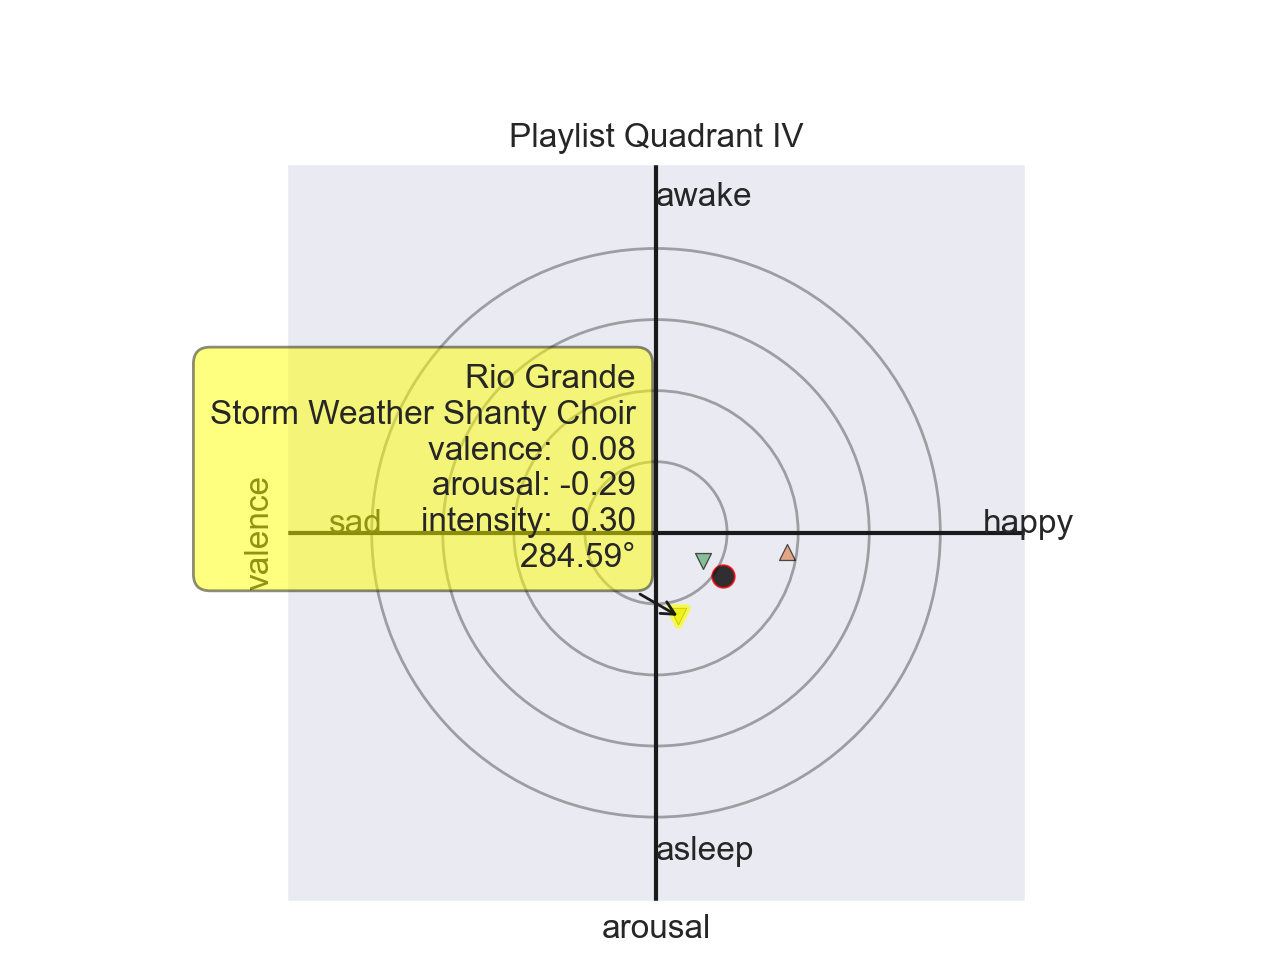 Playlist Quadrant IV
awake
Rio Grande
Storm Weather Shanty Choir
valence:  0.08
arousal: -0.29
intensity:  0.30
284.59°
valence
sad
happy
asleep
arousal